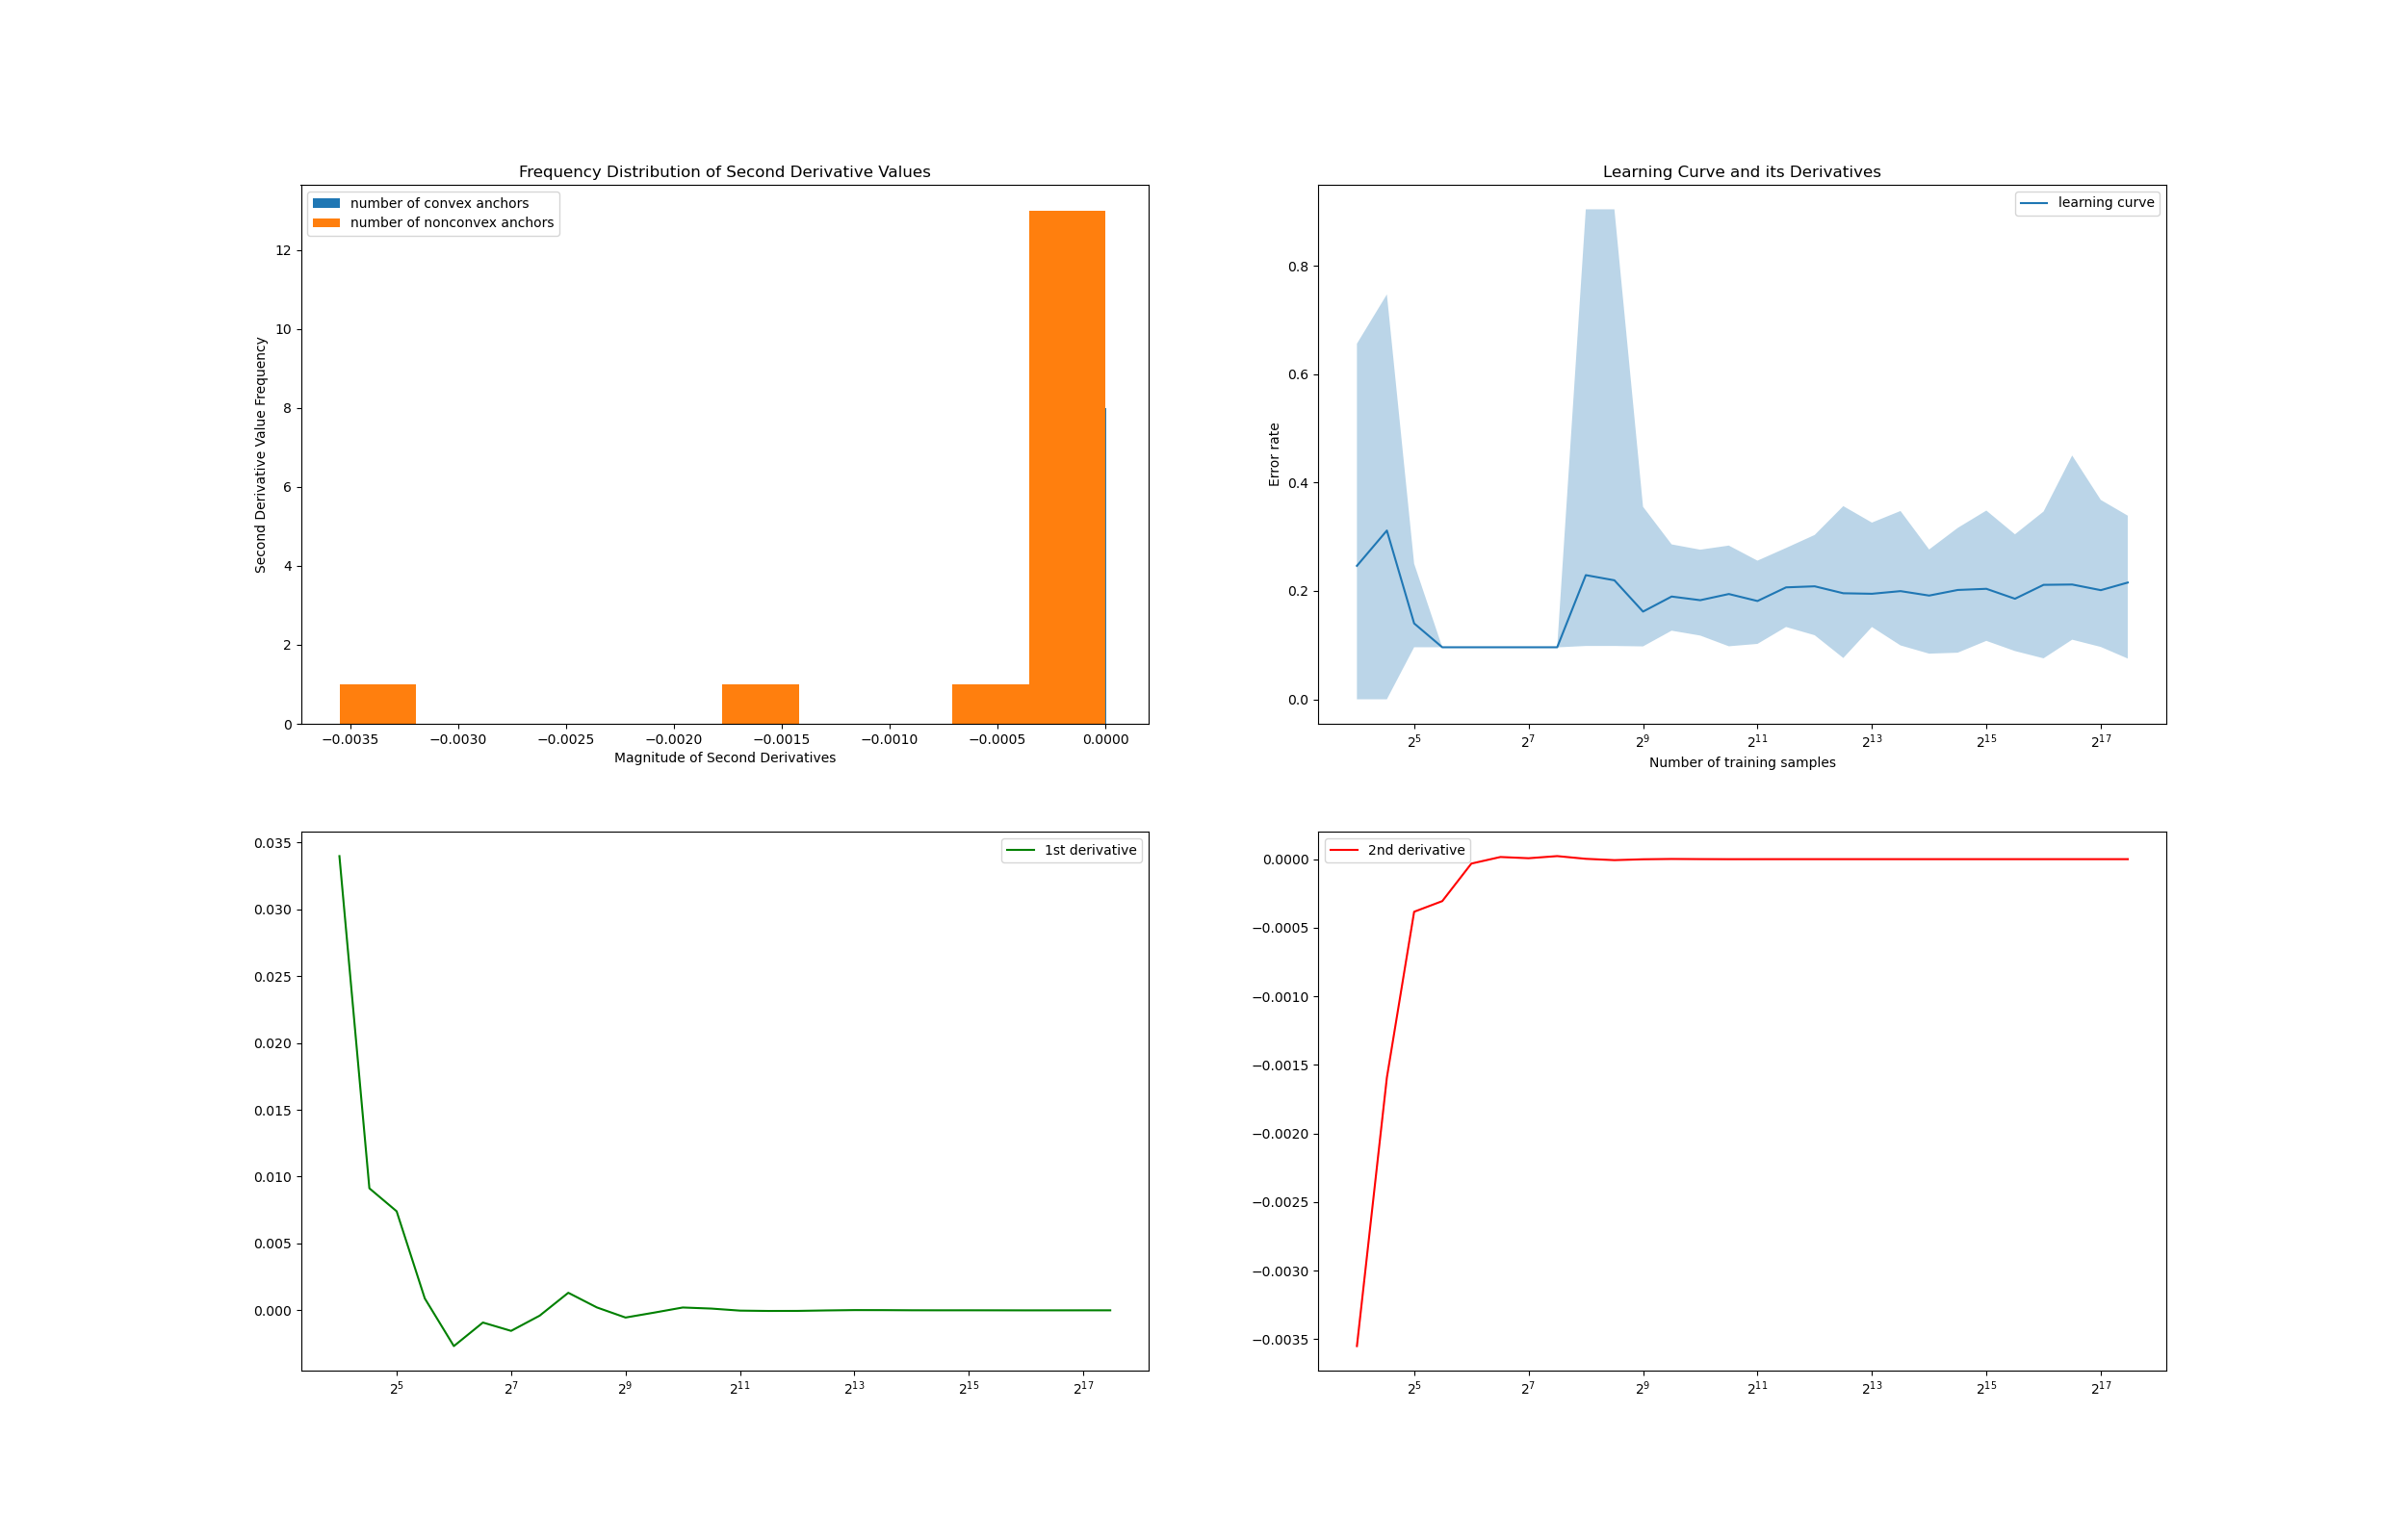 Frequency Distribution of Second Derivative Values
number of convex anchors
number of nonconvex anchors
Second Derivative Value Frequency
12
10
8
6
4
2
0
−0.0035 −0.0030 −0.0025 −0.0020 −0.0015 −0.0010 −0.0005 0.0000
Magnitude of Second Derivatives
Learning Curve and its Derivatives
learning curve
Error rate
0.8
0.6
0.4
0.2
0.0
2^5 2^7 2^9 2^11 2^13 2^15 2^17
Number of training samples
1st derivative
0.035
0.030
0.025
0.020
0.015
0.010
0.005
0.000
2^5 2^7 2^9 2^11 2^13 2^15 2^17
2nd derivative
0.0000
−0.0005
−0.0010
−0.0015
−0.0020
−0.0025
−0.0030
−0.0035
2^5 2^7 2^9 2^11 2^13 2^15 2^17